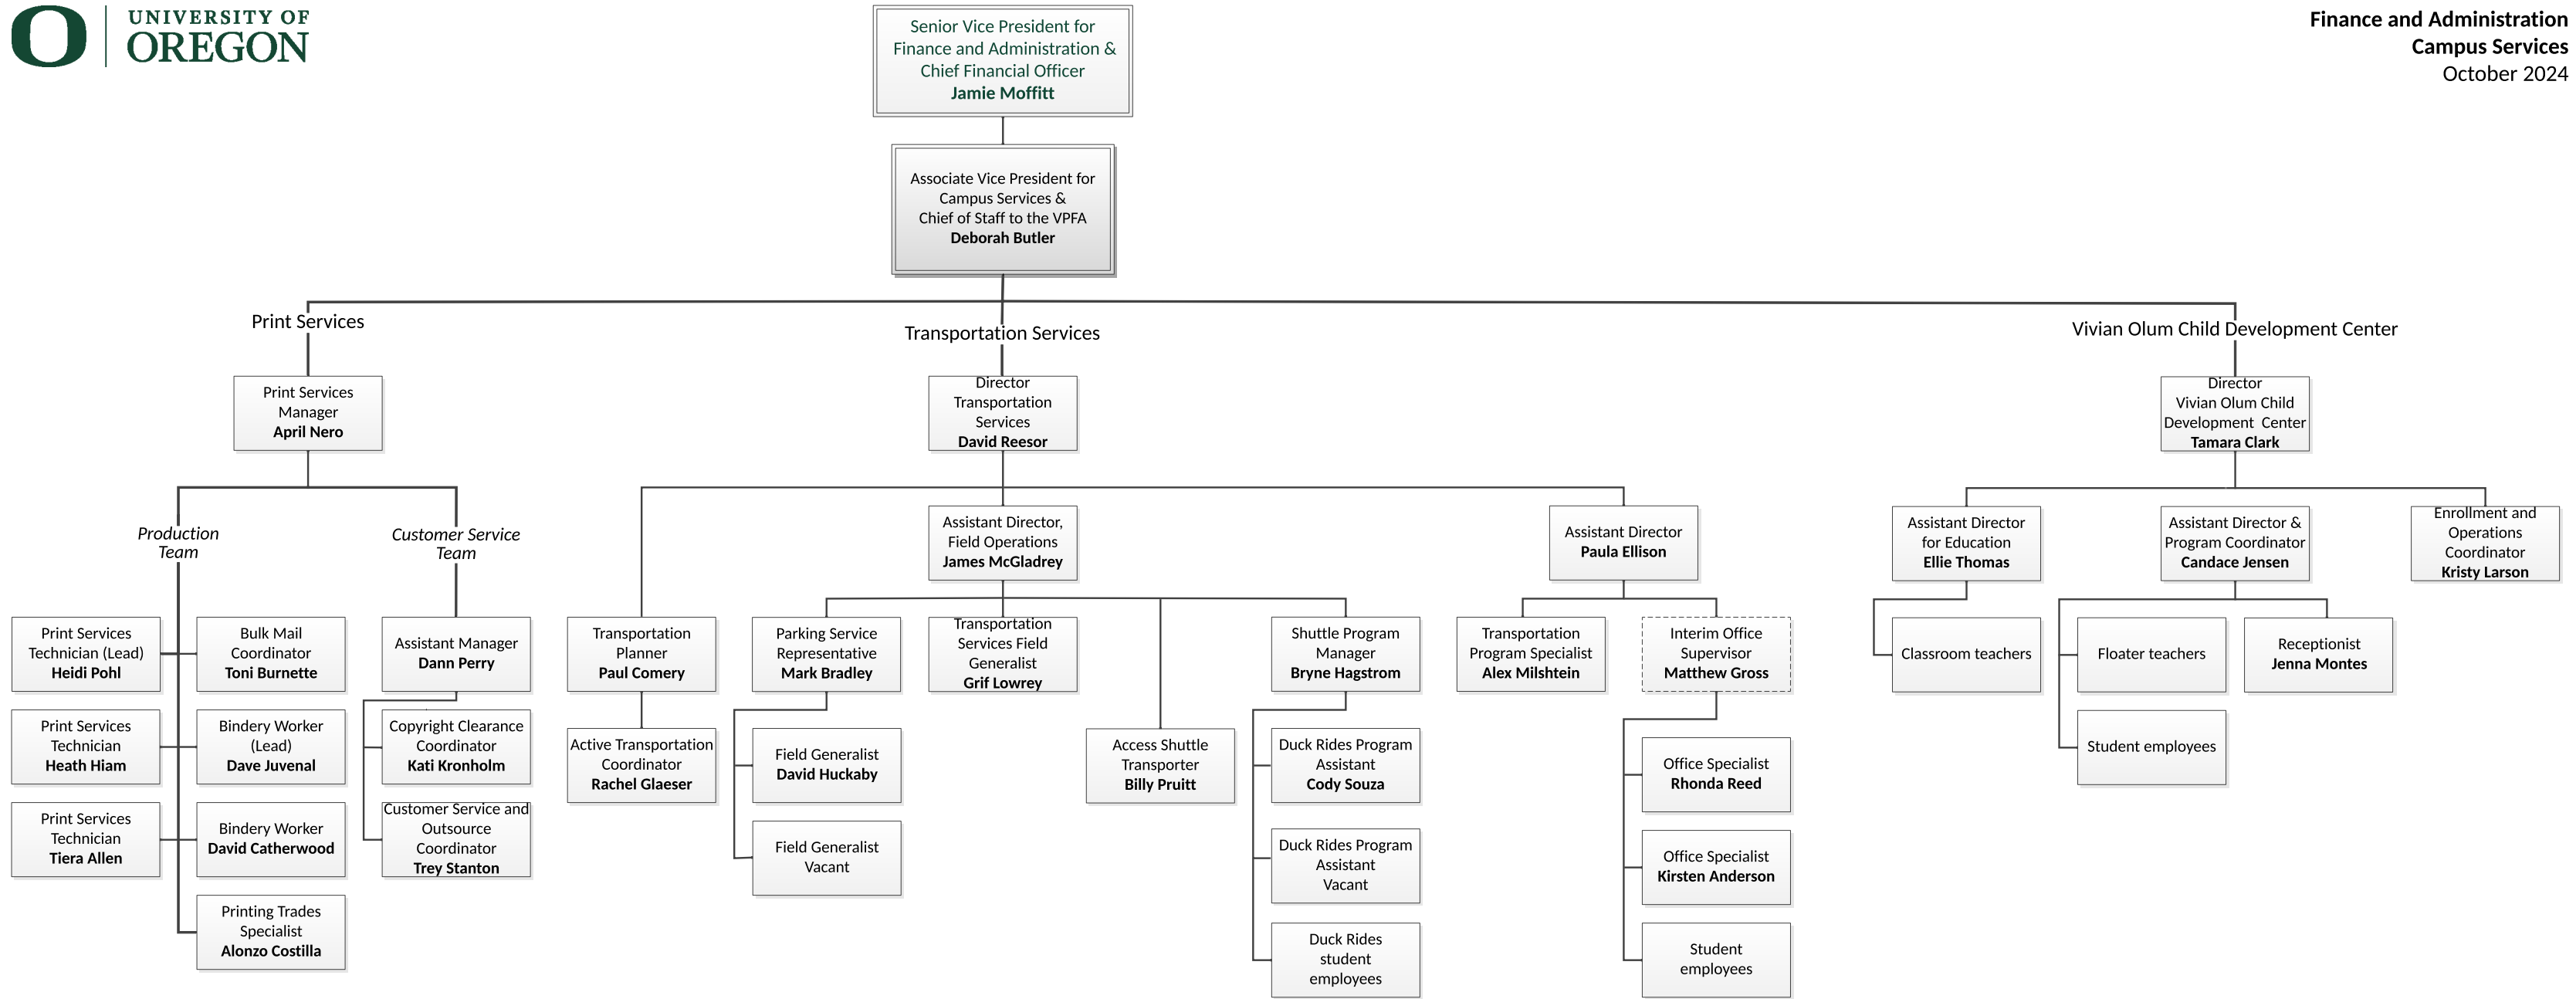 UNIVERSITY OF
OREGON
Finance and Administration
Campus Services
October 2024
Senior Vice President for
Finance and Administration &
Chief Financial Officer
Jamie Moffitt
Associate Vice President for
Campus Services &
Chief of Staff to the VPFA
Deborah Butler
Print Services
Transportation Services
Vivian Olum Child Development Center
Print Services
Manager
April Nero
Director
Transportation
Services
David Reesor
Director
Vivian Olum Child
Development Center
Tamara Clark
Production
Team
Customer Service
Team
Assistant Director,
Field Operations
James McGladrey
Assistant Director
Paula Ellison
Assistant Director
for Education
Ellie Thomas
Assistant Director &
Program Coordinator
Candace Jensen
Enrollment and
Operations
Coordinator
Kristy Larson
Print Services
Technician (Lead)
Heidi Pohl
Bulk Mail
Coordinator
Toni Burnette
Assistant Manager
Dann Perry
Transportation
Planner
Paul Comery
Parking Service
Representative
Mark Bradley
Transportation
Services Field
Generalist
Grif Lowrey
Shuttle Program
Manager
Bryne Hagstrom
Transportation
Program Specialist
Alex Milshtein
Interim Office
Supervisor
Matthew Gross
Classroom teachers
Floater teachers
Receptionist
Jenna Montes
Print Services
Technician
Heath Hiam
Bindery Worker
(Lead)
Dave Juvenal
Copyright Clearance
Coordinator
Kati Kronholm
Active Transportation
Coordinator
Rachel Glaeser
Field Generalist
David Huckaby
Access Shuttle
Transporter
Billy Pruitt
Duck Rides Program
Assistant
Cody Souza
Office Specialist
Rhonda Reed
Student employees
Print Services
Technician
Tiera Allen
Bindery Worker
David Catherwood
Customer Service and
Outsource
Coordinator
Trey Stanton
Field Generalist
Vacant
Duck Rides Program
Assistant
Vacant
Office Specialist
Kirsten Anderson
Printing Trades
Specialist
Alonzo Costilla
Duck Rides
student
employees
Student
employees